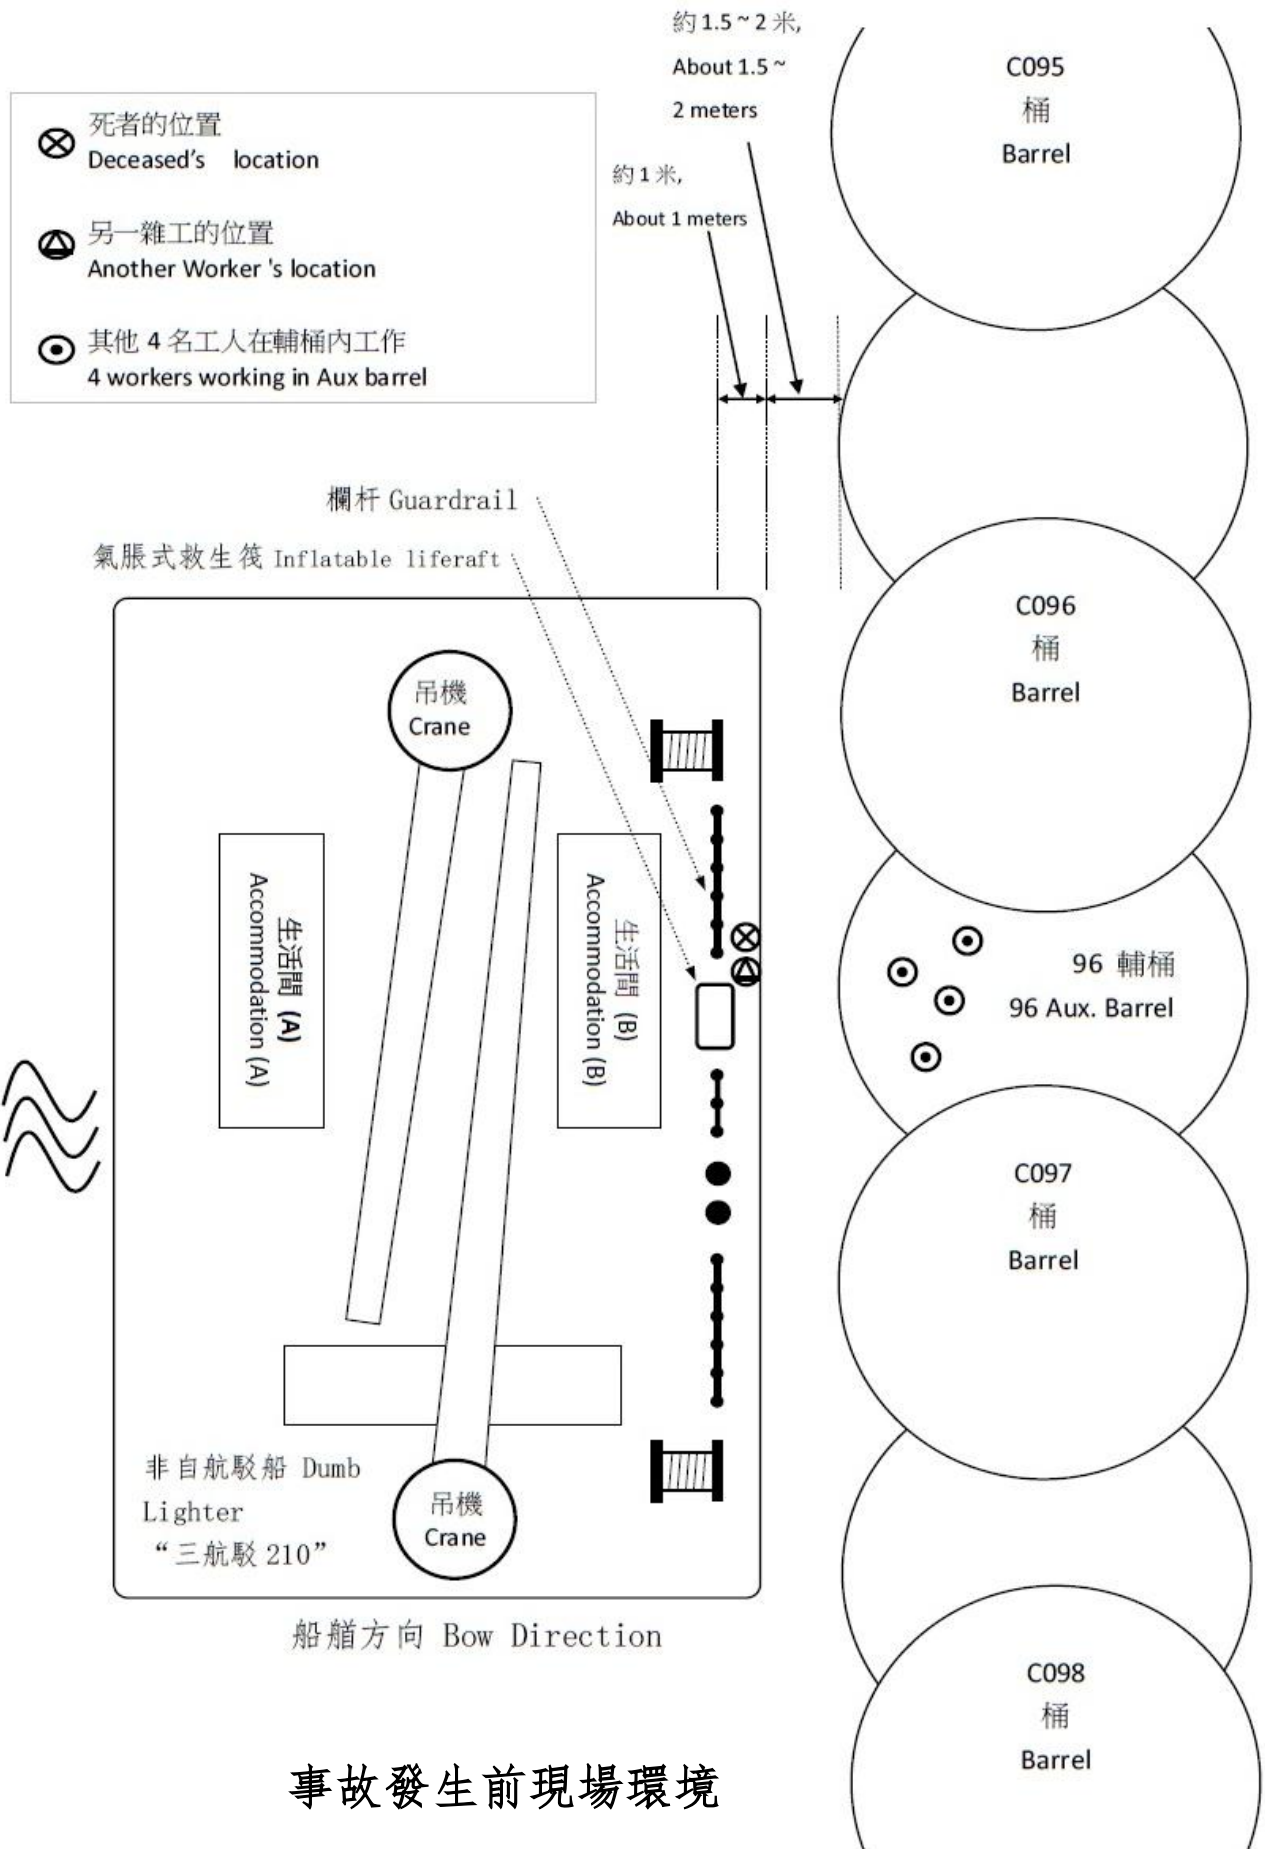 約 1.5 ~ 2 米,
About 1.5 ~
2 meters
約 1 米,
About 1 meters
死者的位置
Deceased's location
另一雜工的位置
Another Worker 's location
其他 4 名工人在輔桶內工作
4 workers working in Aux barrel
C095
桶
Barrel
欄杆 Guardrail
氣脹式救生筏 Inflatable liferaft
C096
桶
Barrel
吊機
Crane
生活間 (A)
Accommodation (A)
生活間 (B)
Accommodation (B)
96 輔桶
96 Aux. Barrel
C097
桶
Barrel
非自航駁船 Dumb
Lighter
“三航駁 210”
吊機
Crane
船艏方向 Bow Direction
C098
桶
Barrel
事故發生前現場環境